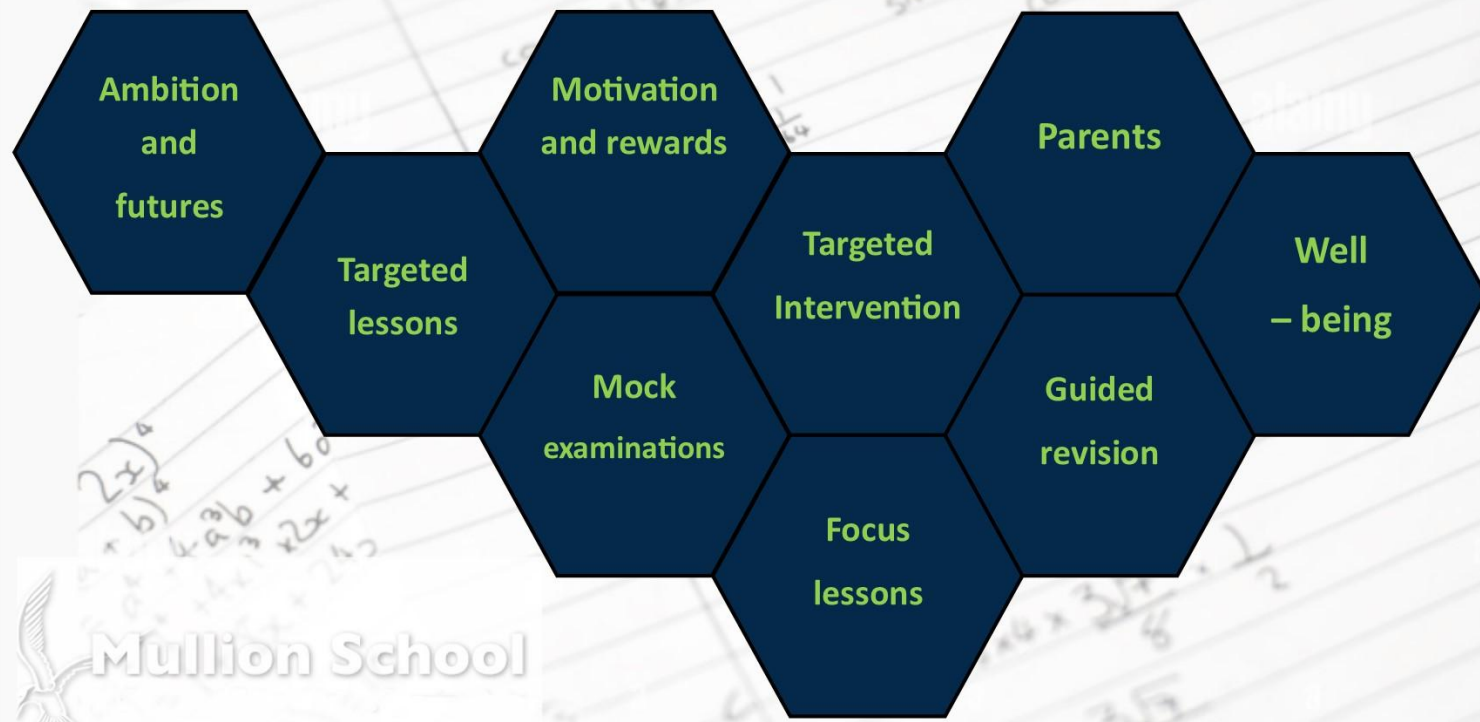 Ambition
and
futures
Motivation
and rewards
Parents
Targeted
lessons
Targeted
Intervention
Well
– being
Mock
examinations
Guided
revision
Focus
lessons
Mullion School
alamy